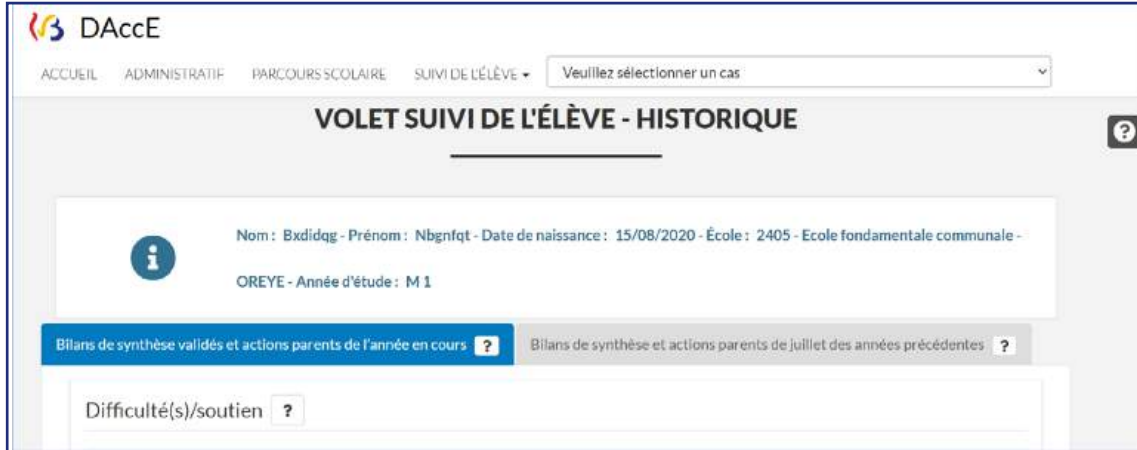 DAccE
ACCUEIL ADMINISTRATIF PARCOURS SCOLAIRE SUIVI DE L'ÉLÈVE Veuillez sélectionner un cas
VOLET SUIVI DE L'ÉLÈVE - HISTORIQUE
?
i
Nom : Bxdidqg - Prénom : Nbgnfqt - Date de naissance : 15/08/2020 - École : 2405 - Ecole fondamentale communale -
OREYE - Année d'étude : M 1
Bilans de synthèse validés et actions parents de l'année en cours ? Bilans de synthèse et actions parents de juillet des années précédentes ?
Difficulté(s)/soutien ?